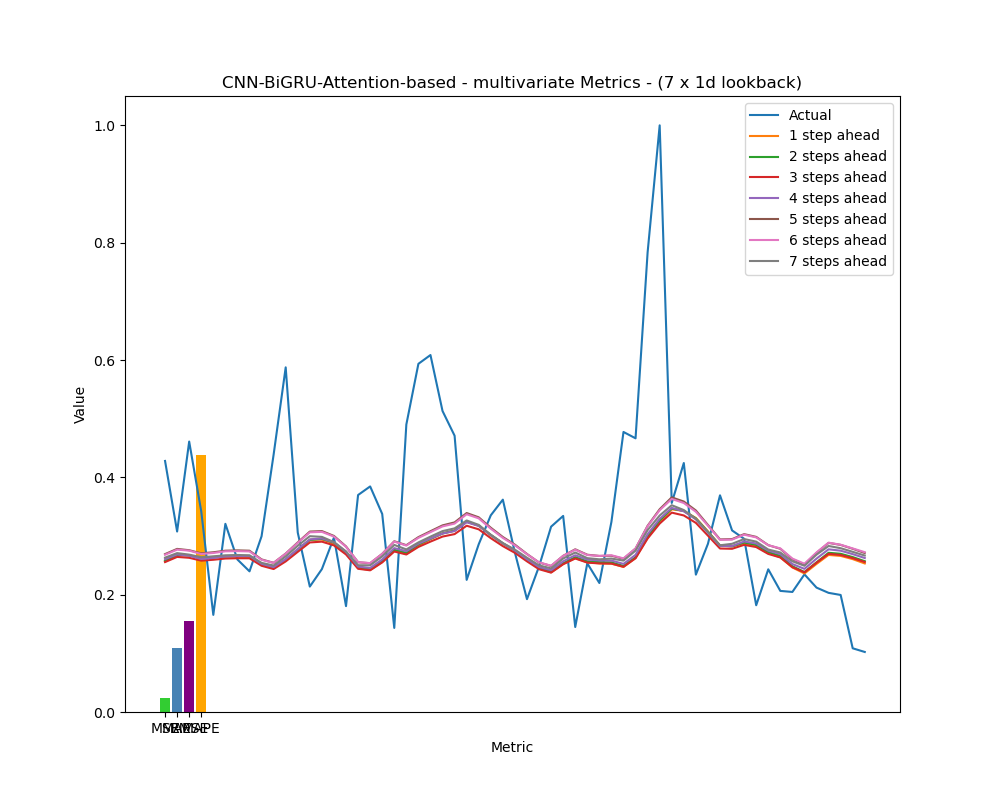 CNN-BiGRU-Attention-based - multivariate Metrics - (7 x 1d lookback)
Actual
1 step ahead
2 steps ahead
3 steps ahead
4 steps ahead
5 steps ahead
6 steps ahead
7 steps ahead
1.0
0.8
0.6
0.4
0.2
0.0
Value
Metric